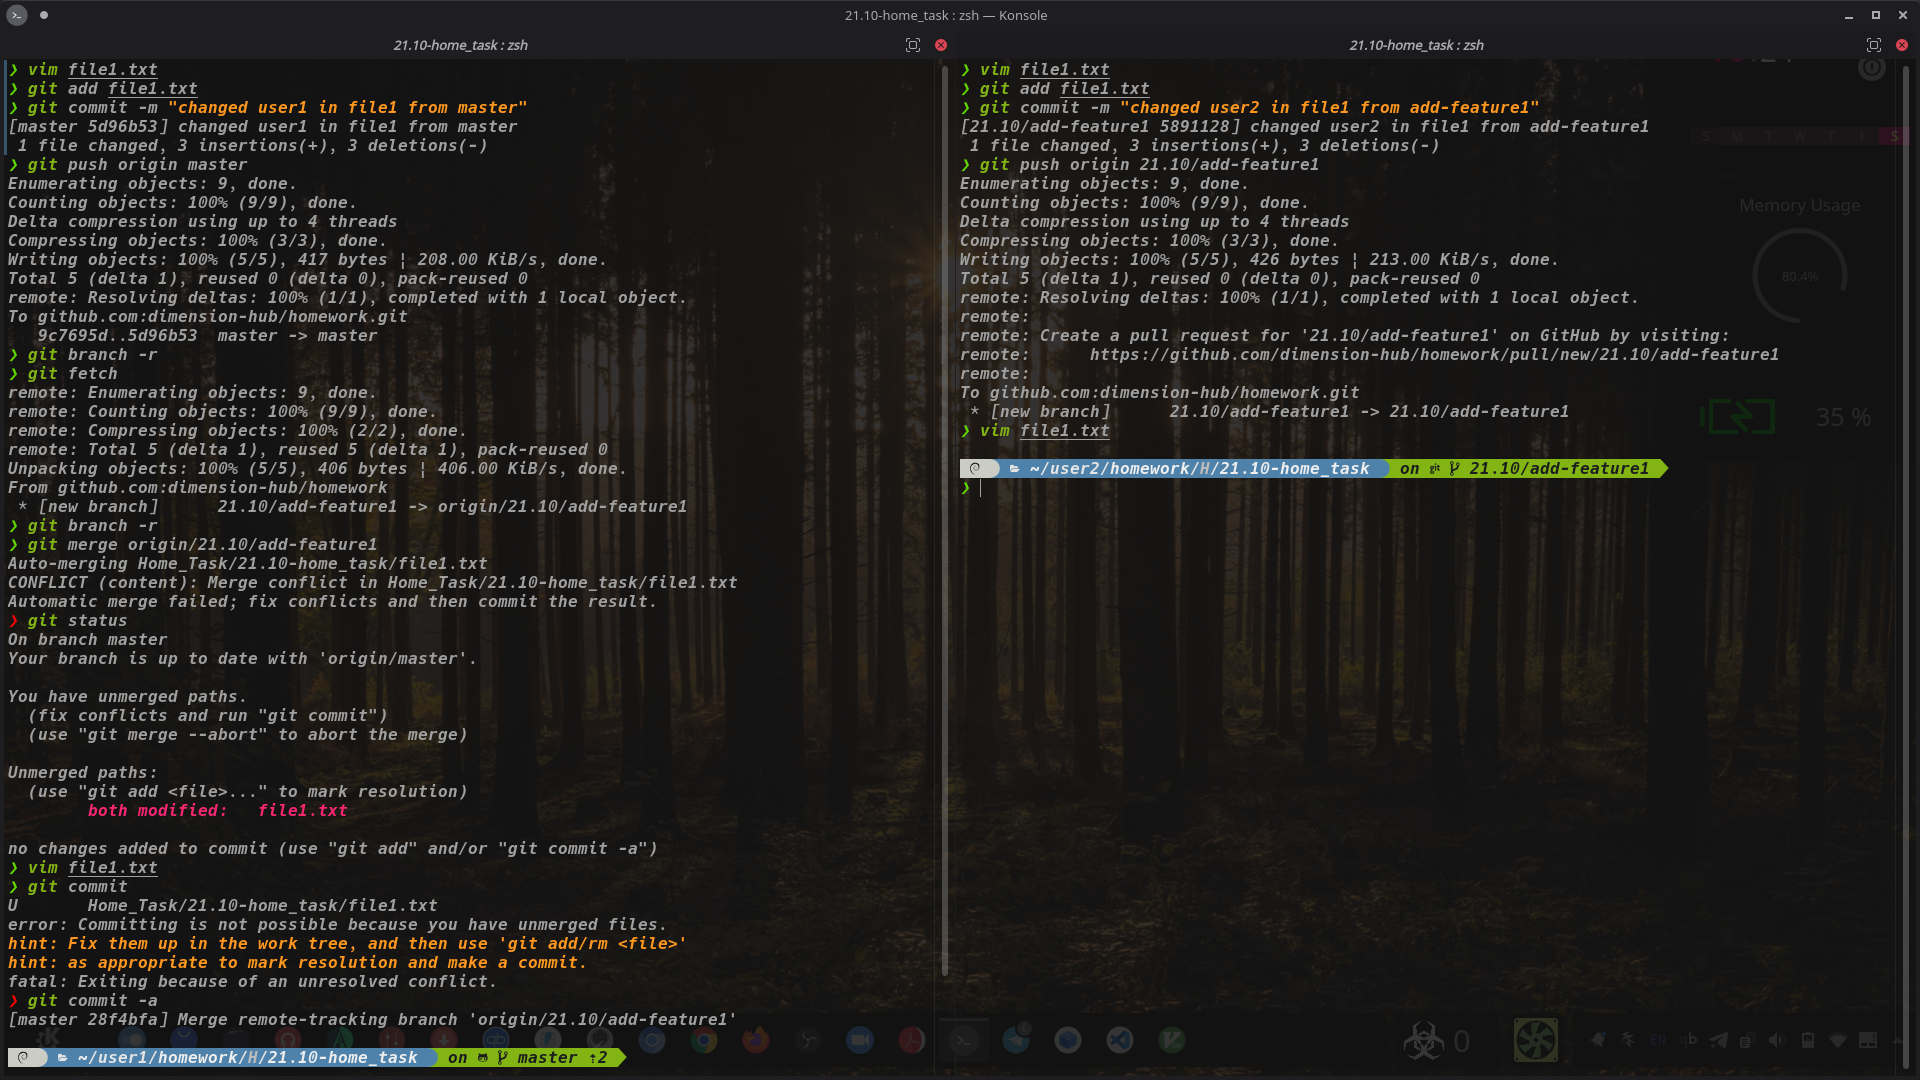 21.10-home_task : zsh — Konsole
21.10-home_task : zsh
❯ vim file1.txt
❯ git add file1.txt
❯ git commit -m "changed user1 in file1 from master"
[master 5d96b53] changed user1 in file1 from master
 1 file changed, 3 insertions(+), 3 deletions(-)
❯ git push origin master
Enumerating objects: 9, done.
Counting objects: 100% (9/9), done.
Delta compression using up to 4 threads
Compressing objects: 100% (3/3), done.
Writing objects: 100% (5/5), 417 bytes ¦ 208.00 KiB/s, done.
Total 5 (delta 1), reused 0 (delta 0), pack-reused 0
remote: Resolving deltas: 100% (1/1), completed with 1 local object.
To github.com:dimension-hub/homework.git
   9c7695d..5d96b53  master -> master
❯ git branch -r
❯ git fetch
remote: Enumerating objects: 9, done.
remote: Counting objects: 100% (9/9), done.
remote: Compressing objects: 100% (2/2), done.
remote: Total 5 (delta 1), reused 5 (delta 1), pack-reused 0
Unpacking objects: 100% (5/5), 406 bytes ¦ 406.00 KiB/s, done.
From github.com:dimension-hub/homework
 * [new branch]      21.10/add-feature1 -> origin/21.10/add-feature1
❯ git branch -r
❯ git merge origin/21.10/add-feature1
Auto-merging Home_Task/21.10-home_task/file1.txt
CONFLICT (content): Merge conflict in Home_Task/21.10-home_task/file1.txt
Automatic merge failed; fix conflicts and then commit the result.
❯ git status
On branch master
Your branch is up to date with 'origin/master'.
You have unmerged paths.
  (fix conflicts and run "git commit")
  (use "git merge --abort" to abort the merge)
Unmerged paths:
  (use "git add <file>..." to mark resolution)
        both modified:   file1.txt
no changes added to commit (use "git add" and/or "git commit -a")
❯ vim file1.txt
❯ git commit
U       Home_Task/21.10-home_task/file1.txt
error: Committing is not possible because you have unmerged files.
hint: Fix them up in the work tree, and then use 'git add/rm <file>'
hint: as appropriate to mark resolution and make a commit.
fatal: Exiting because of an unresolved conflict.
❯ git commit -a
[master 28f4bfa] Merge remote-tracking branch 'origin/21.10/add-feature1'
~/user1/homework/H/21.10-home_task on master ⇡2
21.10-home_task : zsh
❯ vim file1.txt
❯ git add file1.txt
❯ git commit -m "changed user2 in file1 from add-feature1"
[21.10/add-feature1 5891128] changed user2 in file1 from add-feature1
 1 file changed, 3 insertions(+), 3 deletions(-)
❯ git push origin 21.10/add-feature1
Enumerating objects: 9, done.
Counting objects: 100% (9/9), done.
Delta compression using up to 4 threads
Compressing objects: 100% (3/3), done.
Writing objects: 100% (5/5), 426 bytes ¦ 213.00 KiB/s, done.
Total 5 (delta 1), reused 0 (delta 0), pack-reused 0
remote: Resolving deltas: 100% (1/1), completed with 1 local object.
remote:
remote: Create a pull request for '21.10/add-feature1' on GitHub by visiting:
remote:      https://github.com/dimension-hub/homework/pull/new/21.10/add-feature1
remote:
To github.com:dimension-hub/homework.git
 * [new branch]      21.10/add-feature1 -> 21.10/add-feature1
❯ vim file1.txt
~/user2/homework/H/21.10-home_task on git 21.10/add-feature1
❯
S M T W T F S
Memory Usage
80.4%
35 %
0
EN